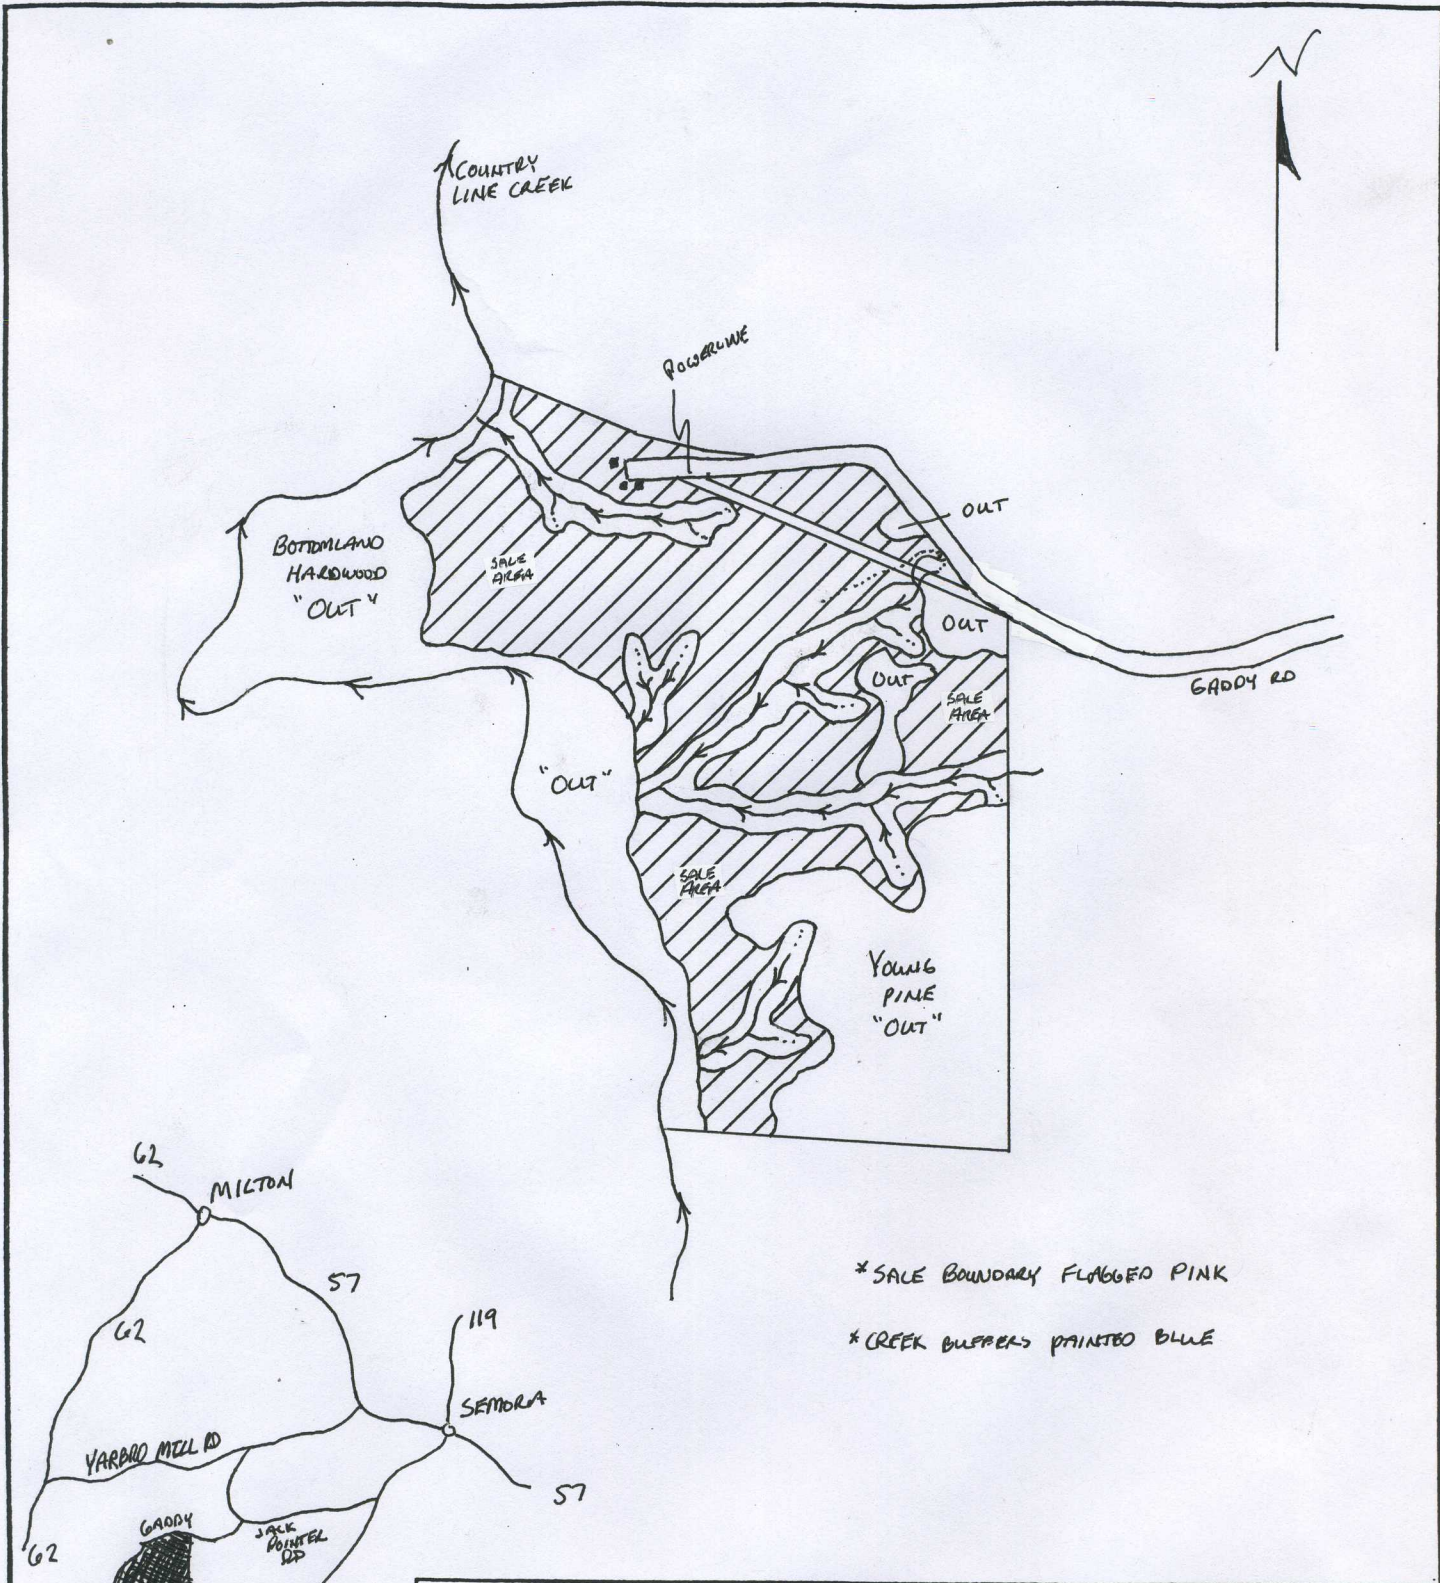 N
COUNTRY
LINE CREEK
POWERLINE
OUT
BOTTOMLAND
HARDWOOD
"OUT"
SALE
AREA
OUT
OUT
SALE
AREA
GADDY RD
"OUT"
SALE
AREA
YOUNG
PINE
"OUT"
62
MILTON
57
62
119
SEMORA
YARBRO MILL RD
57
GADDY
JACK
POINTER
RD
62
*SALE BOUNDARY FLAGGED PINK
*CREEK BUFFERS PAINTED BLUE